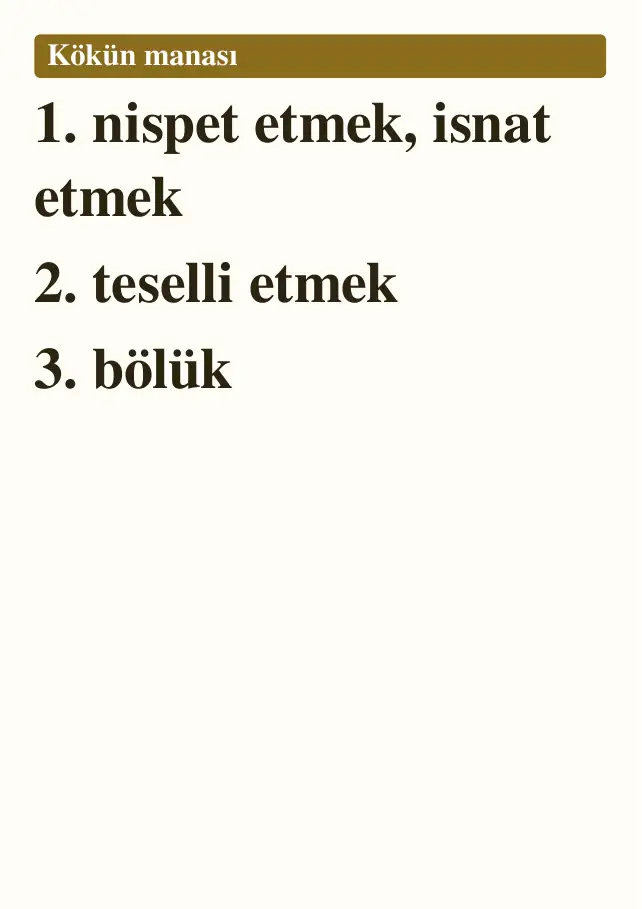 Kökün manası
1. nispet etmek, isnat
etmek
2. teselli etmek
3. bölük